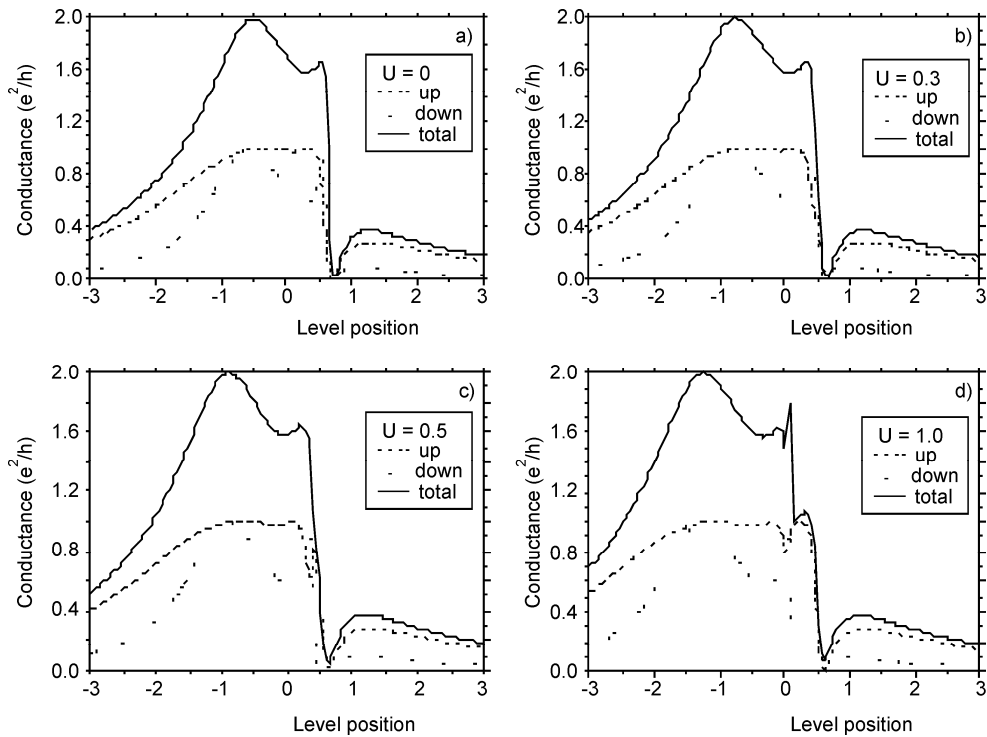 a)
U = 0
up
down
total
Conductance (e²/h)
2.0
1.6
1.2
0.8
0.4
0.0
-3 -2 -1 0 1 2 3
Level position
b)
U = 0.3
up
down
total
Conductance (e²/h)
2.0
1.6
1.2
0.8
0.4
0.0
-3 -2 -1 0 1 2 3
Level position
c)
U = 0.5
up
down
total
Conductance (e²/h)
2.0
1.6
1.2
0.8
0.4
0.0
-3 -2 -1 0 1 2 3
Level position
d)
U = 1.0
up
down
total
Conductance (e²/h)
2.0
1.6
1.2
0.8
0.4
0.0
-3 -2 -1 0 1 2 3
Level position